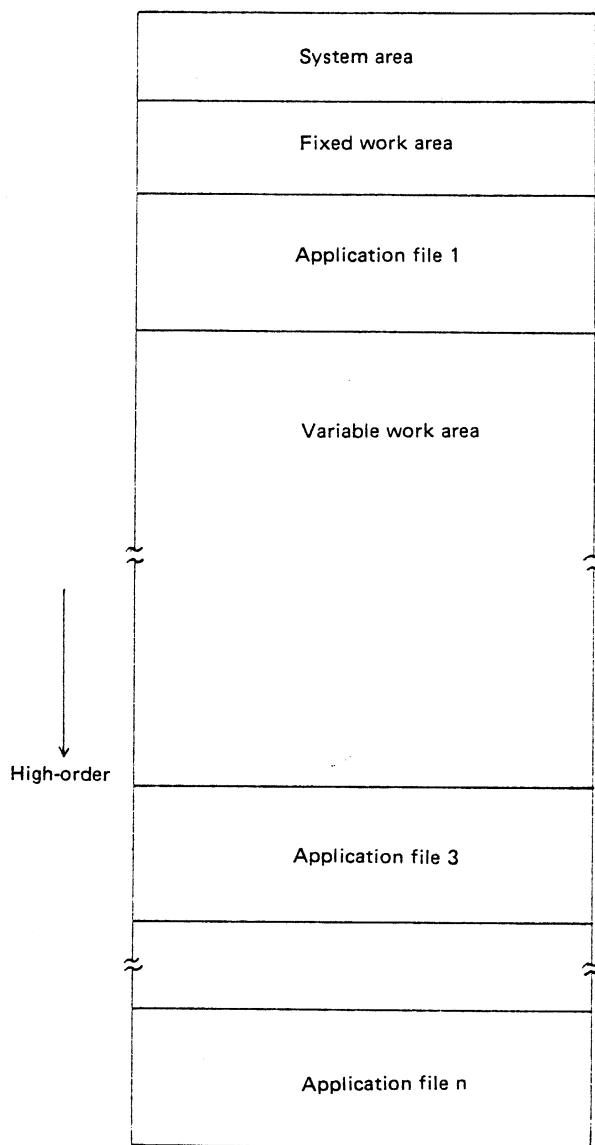 System area
Fixed work area
Application file 1
Variable work area
High-order
Application file 3
Application file n